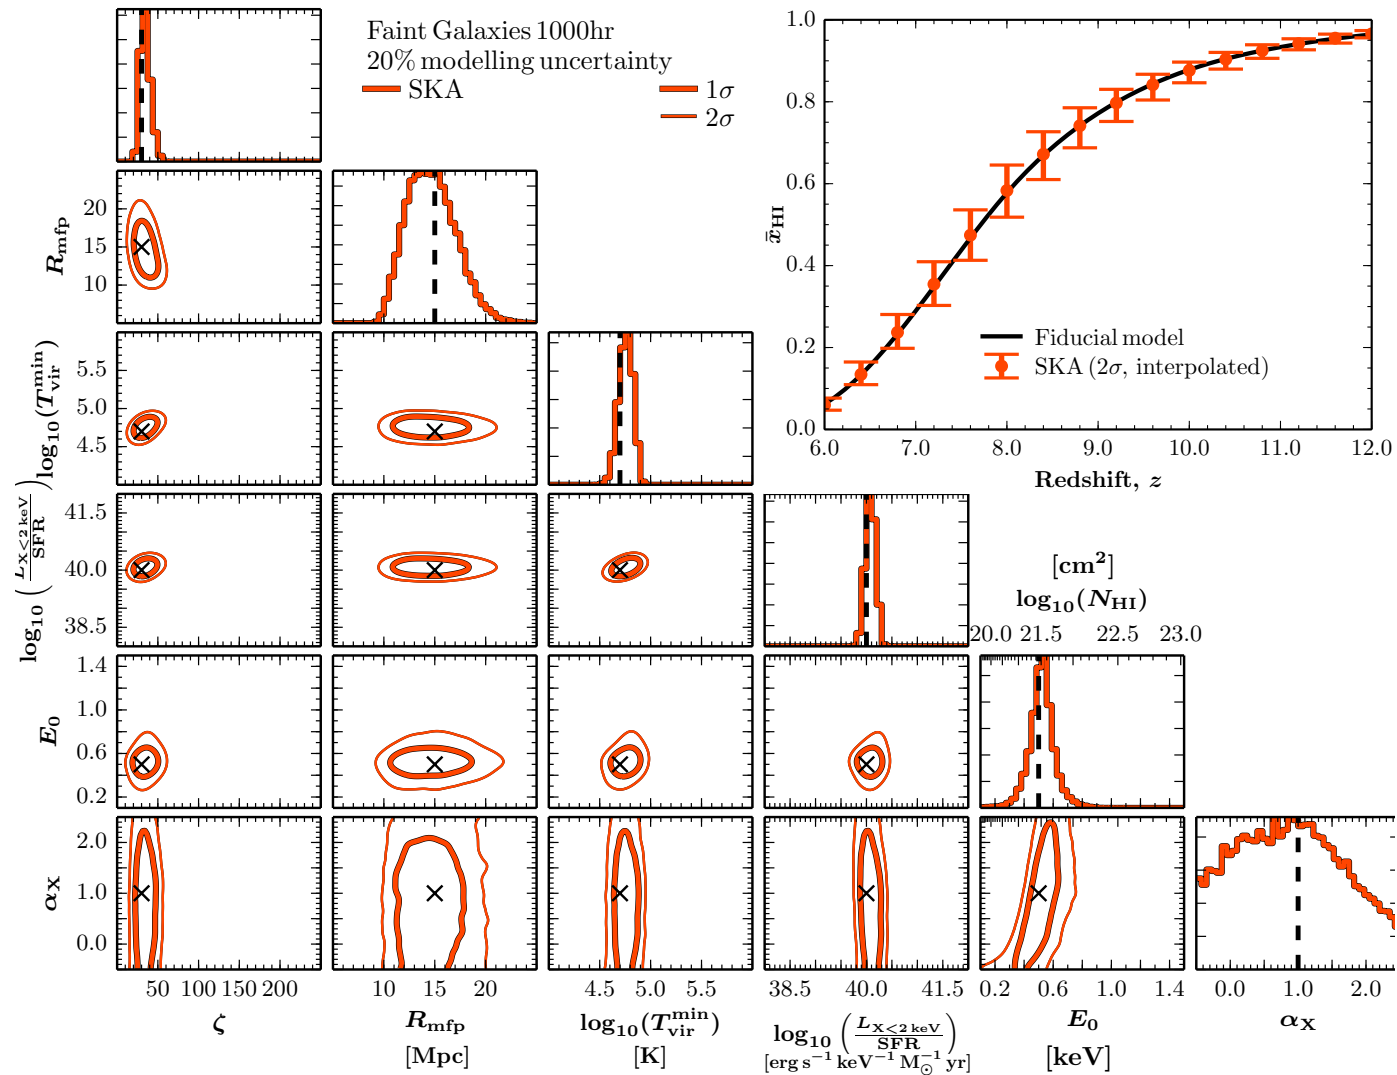 Faint Galaxies 1000hr
20% modelling uncertainty
SKA
1σ
2σ
1.0
0.8
0.6
0.4
0.2
0.0
x̄HI
Fiducial model
SKA (2σ, interpolated)
6.0 7.0 8.0 9.0 10.0 11.0 12.0
Redshift, z
20
15
10
Rmfp
5.5
5.0
4.5
log10(Tvir^min)
41.5
40.0
38.5
log10 (L X<2 keV / SFR)
[cm²]
log10(NHI)
20.0 21.5 22.5 23.0
1.4
1.0
0.6
0.2
E0
2.0
1.0
0.0
αX
50 100 150 200
ζ
10 15 20
Rmfp
[Mpc]
4.5 5.0 5.5
log10(Tvir^min)
[K]
38.5 40.0 41.5
log10 (L X<2 keV / SFR)
[erg s⁻¹ keV⁻¹ M⊙⁻¹ yr]
0.2 0.6 1.0 1.4
E0
[keV]
0.0 1.0 2.0
αX